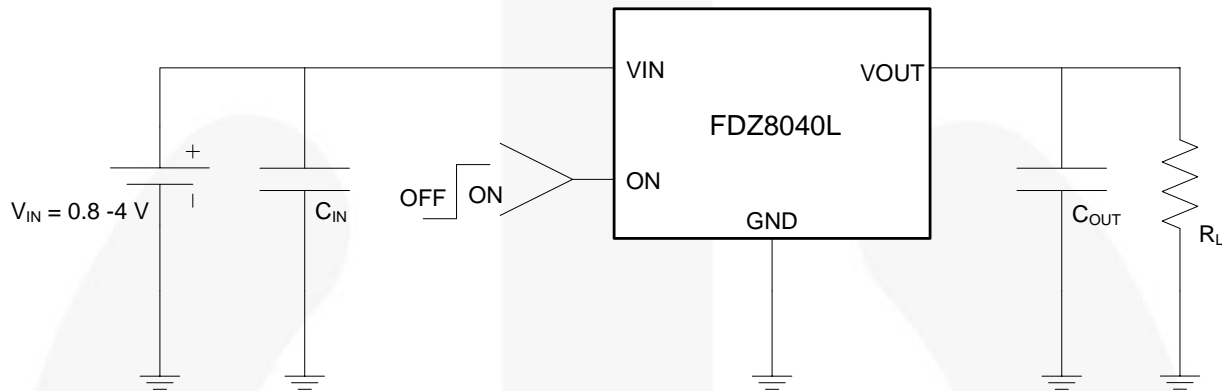 VIN
VOUT
FDZ8040L
+
OFF
ON
ON
V_IN = 0.8 -4 V
C_IN
GND
C_OUT
R_L